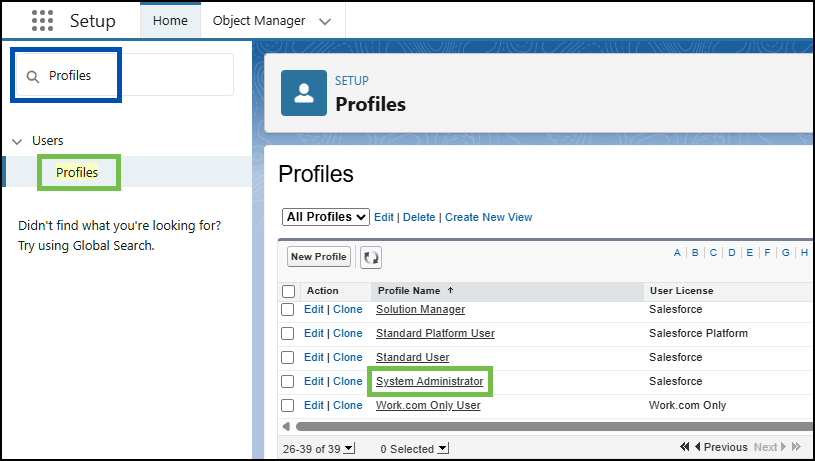 Setup Home Object Manager
Profiles
Users
Profiles
Didn't find what you're looking for?
Try using Global Search.
SETUP
Profiles
Profiles
All Profiles Edit | Delete | Create New View
New Profile A | B | C | D | E | F | G | H
Action Profile Name ↑ User License
Edit | Clone Solution Manager Salesforce
Edit | Clone Standard Platform User Salesforce Platform
Edit | Clone Standard User Salesforce
Edit | Clone System Administrator Salesforce
Edit | Clone Work.com Only User Work.com Only
26-39 of 39 0 Selected Previous Next